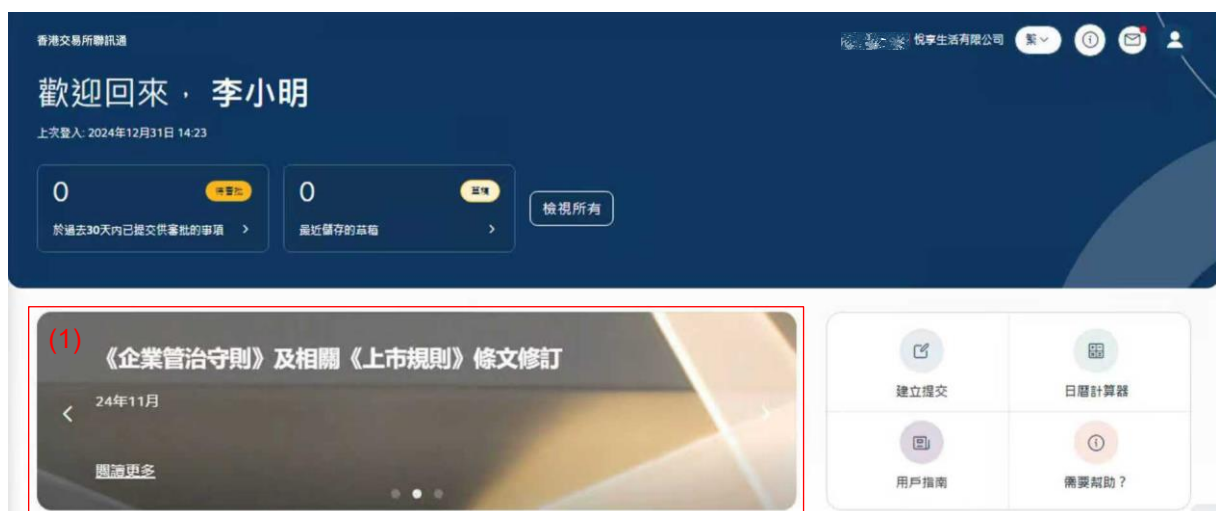 香港交易所聯訊通
悅享生活有限公司
繁
歡迎回來， 李小明
上次登入: 2024年12月31日 14:23
0
待審批
於過去30天内已提交供審批的事項
0
草稿
最近儲存的草稿
檢視所有
(1)
《企業管治守則》及相關《上市規則》條文修訂
24年11月
閱讀更多
建立提交
日曆計算器
用戶指南
需要幫助？